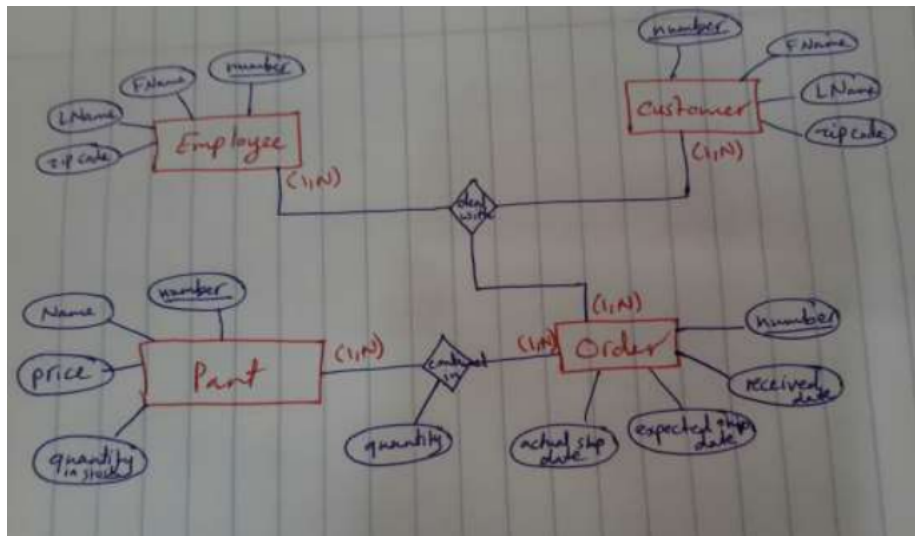 number
FName
number
FName
LName
LName
Customer
Employee
zip code
zip code
(1,N)
(1,N)
deal
with
number
Name
(1,N)
number
(1,N)
(1,N)
Order
price
Part
in
received
date
quantity
in stock
quantity
actual ship
date
expected ship
date